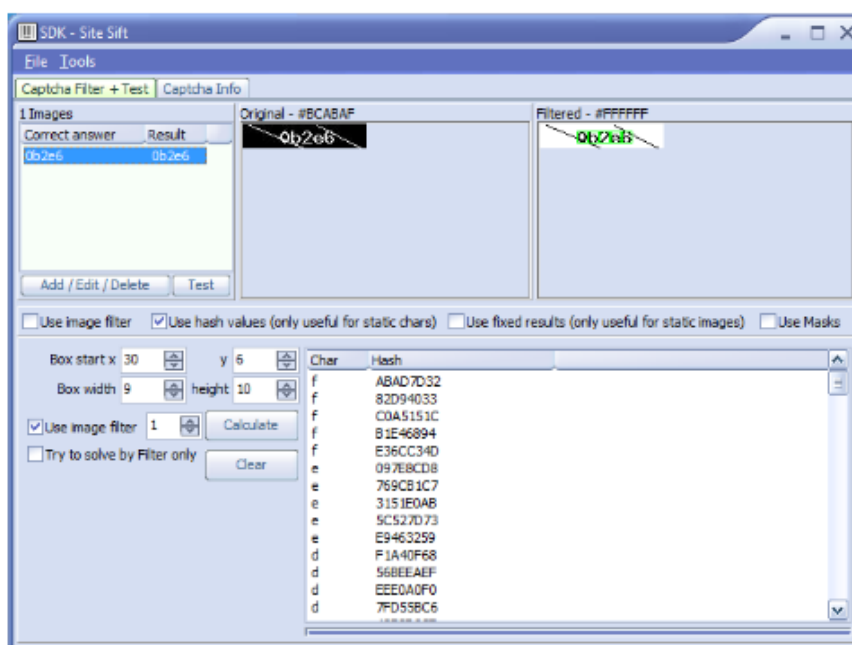 SDK - Site Sift
File Tools
Captcha Filter + Test Captcha Info
1 Images
Correct answer Result
0b2e6 0b2e6
Add / Edit / Delete Test
Original - #BCABAF
0b2e6
Filtered - #FFFFFF
0b2e6
Use image filter Use hash values (only useful for static chars) Use fixed results (only useful for static images) Use Masks
Box start x 30 y 6
Box width 9 height 10
Use image filter 1 Calculate
Try to solve by Filter only Clear
Char Hash
f ABAD7D32
f 82D94033
f C0A5151C
f B1E46894
f E36CC34D
e 097E8CD8
e 769CB1C7
e 3151E0AB
e 5C527D73
e E9463259
d F1A40F68
d 568EEAEF
d EEE0A0F0
d 7FD55BC6